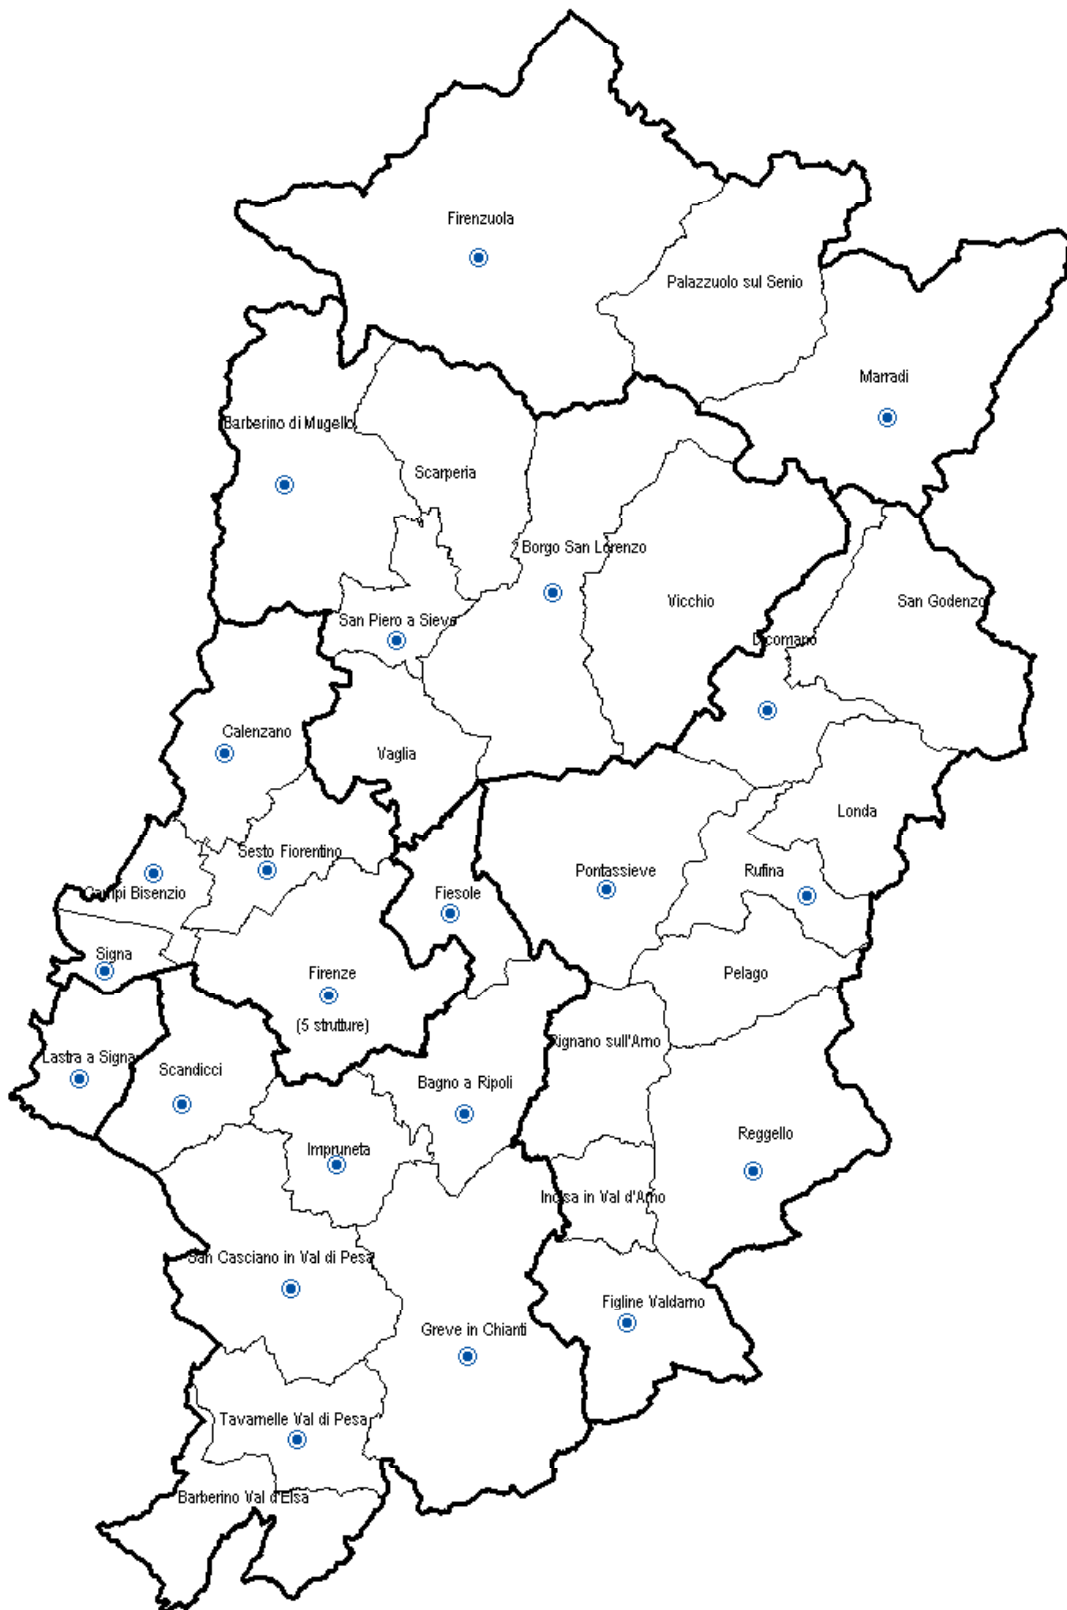 Firenzuola
Palazzuolo sul Senio
Marradi
Barberino di Mugello
Scarperia
Borgo San Lorenzo
Vicchio
San Godenzo
San Piero a Sieve
Dicomano
Calenzano
Vaglia
Londa
Sesto Fiorentino
Pontassieve
Rufina
Campi Bisenzio
Fiesole
Signa
Firenze
(5 strutture)
Pelago
Rignano sull'Arno
Lastra a Signa
Scandicci
Bagno a Ripoli
Reggello
Impruneta
Incisa in Val d'Arno
San Casciano in Val di Pesa
Figline Valdarno
Greve in Chianti
Tavarnelle Val di Pesa
Barberino Val d'Elsa